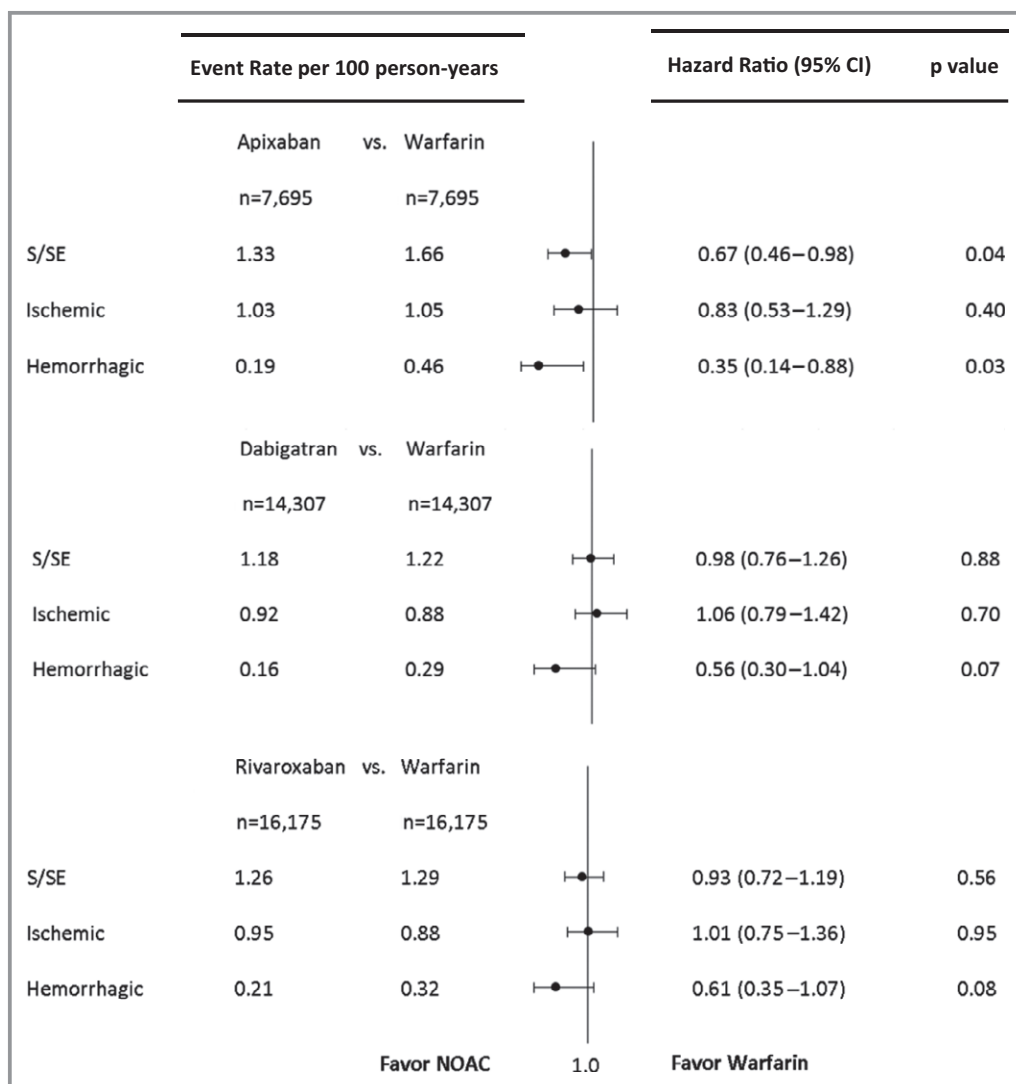 Event Rate per 100 person-years Hazard Ratio (95% CI) p value
Apixaban vs. Warfarin
n=7,695 n=7,695
S/SE 1.33 1.66 0.67 (0.46–0.98) 0.04
Ischemic 1.03 1.05 0.83 (0.53–1.29) 0.40
Hemorrhagic 0.19 0.46 0.35 (0.14–0.88) 0.03
Dabigatran vs. Warfarin
n=14,307 n=14,307
S/SE 1.18 1.22 0.98 (0.76–1.26) 0.88
Ischemic 0.92 0.88 1.06 (0.79–1.42) 0.70
Hemorrhagic 0.16 0.29 0.56 (0.30–1.04) 0.07
Rivaroxaban vs. Warfarin
n=16,175 n=16,175
S/SE 1.26 1.29 0.93 (0.72–1.19) 0.56
Ischemic 0.95 0.88 1.01 (0.75–1.36) 0.95
Hemorrhagic 0.21 0.32 0.61 (0.35–1.07) 0.08
Favor NOAC 1.0 Favor Warfarin